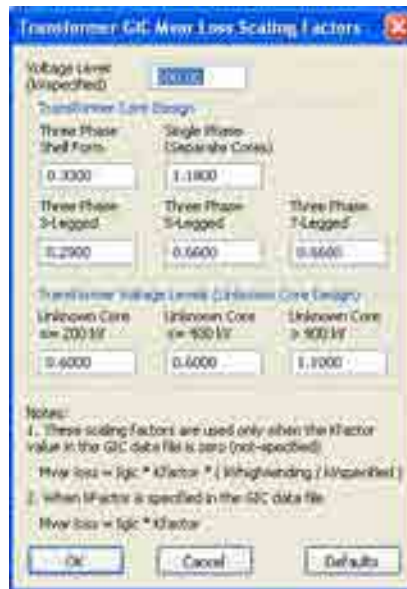 Transformer GIC Mvar Loss Scaling Factors
Voltage Level
(kVspecified)
500.00
Transformer Core Design
Three Phase
Shell Form
Single Phase
(Separate Cores)
0.3300
1.1800
Three Phase
3-Legged
Three Phase
5-Legged
Three Phase
7-Legged
0.2900
0.6600
0.6600
Transformer Voltage Levels (Unknown Core Design)
Unknown Core
<= 200 kV
Unknown Core
<= 400 kV
Unknown Core
> 400 kV
0.6000
0.6000
1.1000
Notes:
1. These scaling factors are used only when the KFactor
value in the GIC data file is zero (not-specified)
Mvar loss = Igic * KFactor * ( kVhighwinding / kVspecified )
2. When KFactor is specified in the GIC data file
Mvar loss = Igic * KFactor
OK
Cancel
Defaults